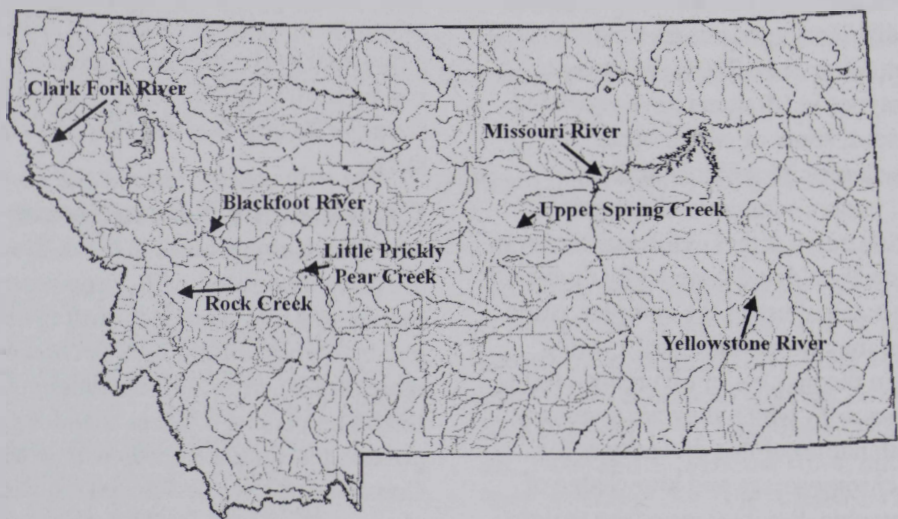 Clark Fork River
Missouri River
Blackfoot River
Upper Spring Creek
Little Prickly
Pear Creek
Rock Creek
Yellowstone River